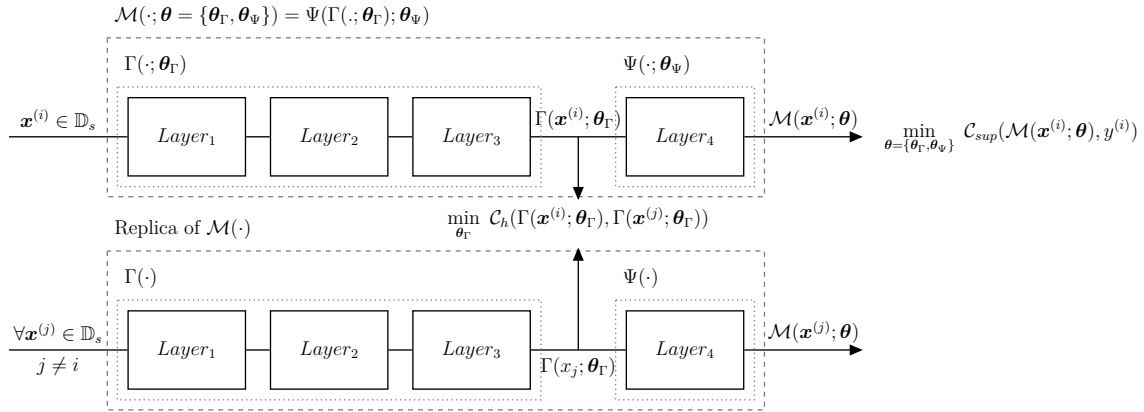 𝓜(·; 𝜽 = {𝜽_Γ, 𝜽_Ψ}) = Ψ(Γ(.; 𝜽_Γ); 𝜽_Ψ)
Γ(·; 𝜽_Γ)
Ψ(·; 𝜽_Ψ)
𝒙^(i) ∈ 𝔻_s
Layer_1
Layer_2
Layer_3
Γ(𝒙^(i); 𝜽_Γ)
Layer_4
𝓜(𝒙^(i); 𝜽)
min_{𝜽={𝜽_Γ,𝜽_Ψ}} 𝒞_sup(𝓜(𝒙^(i); 𝜽), y^(i))
min_{𝜽_Γ} 𝒞_h(Γ(𝒙^(i); 𝜽_Γ), Γ(𝒙^(j); 𝜽_Γ))
Replica of 𝓜(·)
Γ(·)
Ψ(·)
∀𝒙^(j) ∈ 𝔻_s
j ≠ i
Layer_1
Layer_2
Layer_3
Γ(x_j; 𝜽_Γ)
Layer_4
𝓜(𝒙^(j); 𝜽)